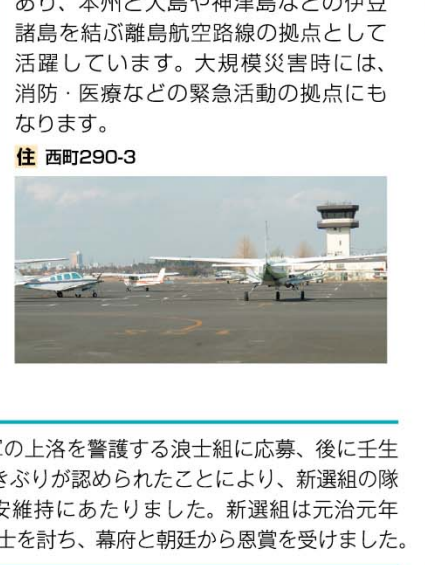 あり、本州と大島や神津島などの伊豆
諸島を結ぶ離島航空路線の拠点として
活躍しています。大規模災害時には、
消防・医療などの緊急活動の拠点にも
なります。
住 西町290-3
の上洛を警護する浪士組に応募、後に壬生
きぶりが認められたことにより、新選組の隊
安維持にあたりました。新選組は元治元年
士を討ち、幕府と朝廷から恩賞を受けました。